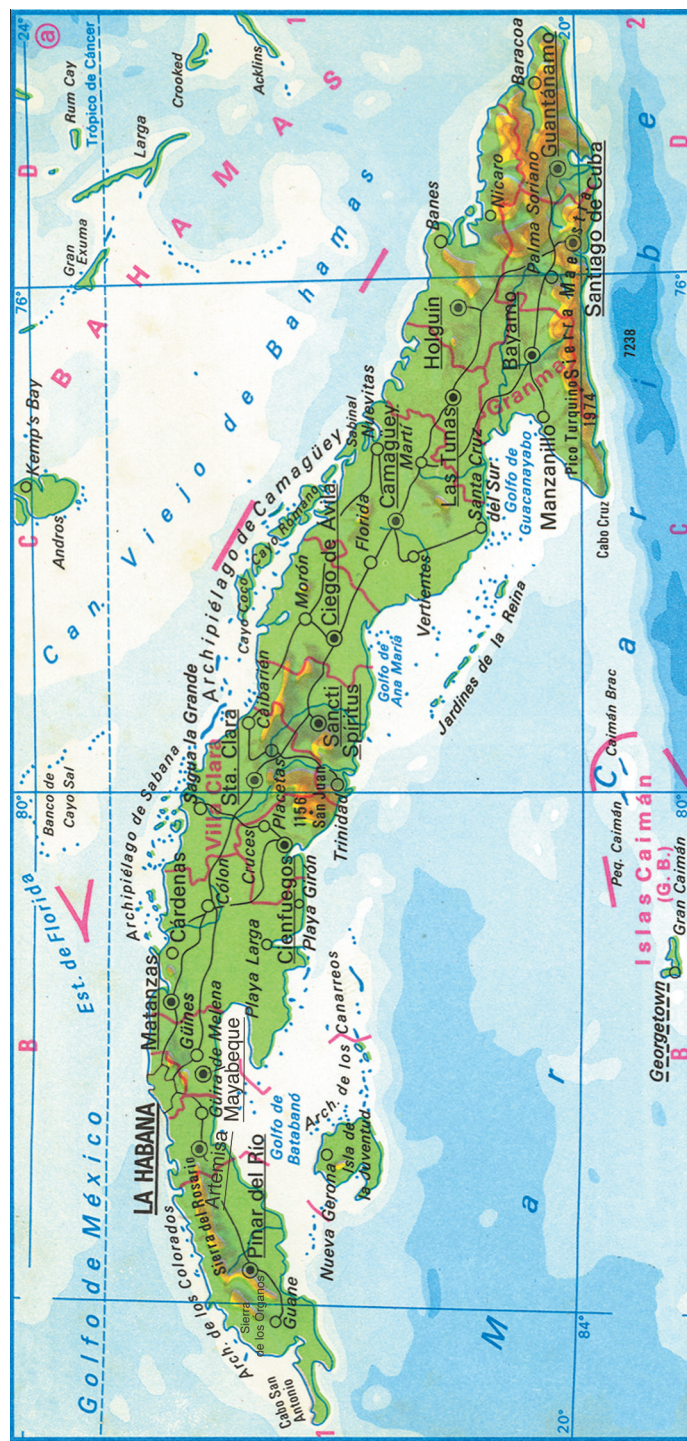 24°
a
1
20°
2
Rum Cay
Trópico de Cáncer
Crooked
Acklins
D
Larga
Gran
Exuma
BAHAMAS
Baracoa
Guantánamo
Nicaro
Banes
Palma Soriano
Santiago de Cuba
D
76°
76°
Holguín
Bayamo
Sierra Maestra
7238
Granma
Pico Turquino
1974
Kemp's Bay
Andros
C
Can. Viejo de Bahamas
Sabinal
Nuevitas
Camagüey
Martí
Las Tunas
Santa Cruz
del Sur
Golfo de
Guacanayabo
Manzanillo
Cabo Cruz
C
Archipiélago de Camagüey
Cayo Romano
Cayo Coco
Florida
Morón
Ciego de Ávila
Vertientes
Jardines de la Reina
Golfo de
Ana Mariá
Caibarién
Sagua la Grande
Sta. Clara
Sancti
Spíritus
Villa Clara
Placetas
1156
San Juan
Trinidad
Banco de
Cayo Sal
80°
80°
Archipiélago de Sabana
Cárdenas
Cólon
Cruces
Cienfuegos
Playa Girón
Playa Larga
Est. de Florida
Peq. Caimán
Caimán Brac
Islas Caimán
(G. B.)
Gran Caimán
Georgetown
B
B
Matanzas
Güines
Güira de Melena
Mayabeque
LA HABANA
Artemisa
Golfo de
Batabanó
Arch. de los Canarreos
Isla de
la Juventud
Nueva Gerona
Golfo de México
Sierra del Rosario
Pinar del Río
Arch. de los Colorados
Sierra
de los Órganos
Guane
Cabo San
Antonio
1
20°
84°
Mar Caribe